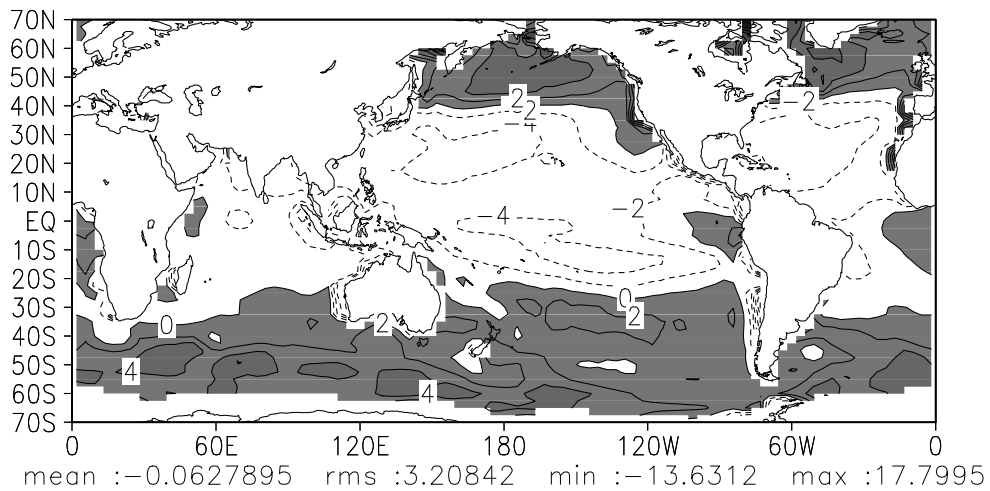 70N
60N
50N
40N
30N
20N
10N
EQ
10S
20S
30S
40S
50S
60S
70S
2
2
-2
-4
-2
-4
0
0
2
2
4
4
0 60E 120E 180 120W 60W 0
mean :-0.0627895 rms :3.20842 min :-13.6312 max :17.7995